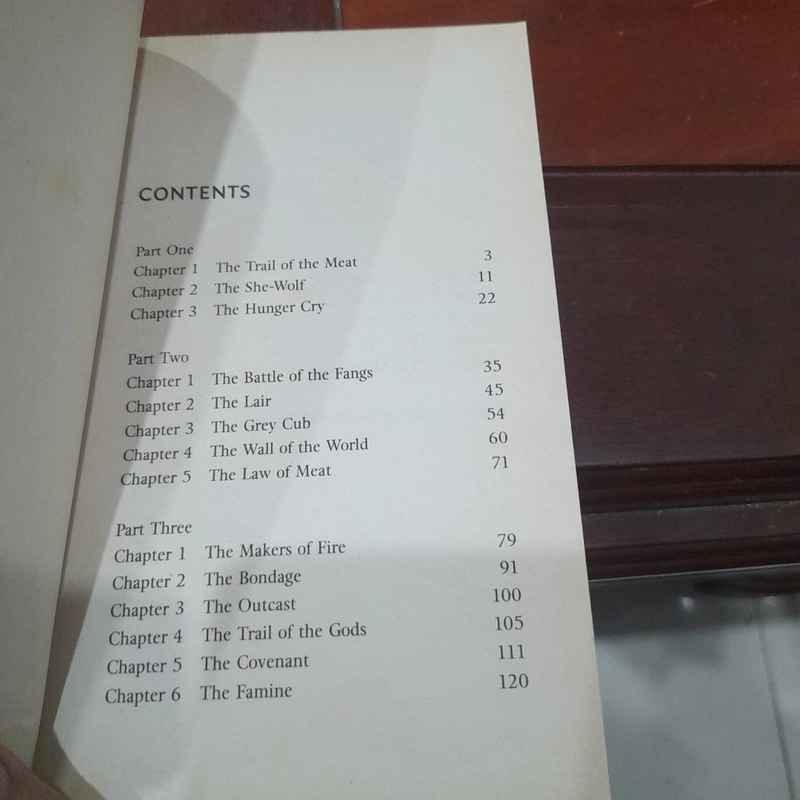 CONTENTS
Part One
Chapter 1 The Trail of the Meat 3
Chapter 2 The She-Wolf 11
Chapter 3 The Hunger Cry 22
Part Two
Chapter 1 The Battle of the Fangs 35
Chapter 2 The Lair 45
Chapter 3 The Grey Cub 54
Chapter 4 The Wall of the World 60
Chapter 5 The Law of Meat 71
Part Three
Chapter 1 The Makers of Fire 79
Chapter 2 The Bondage 91
Chapter 3 The Outcast 100
Chapter 4 The Trail of the Gods 105
Chapter 5 The Covenant 111
Chapter 6 The Famine 120